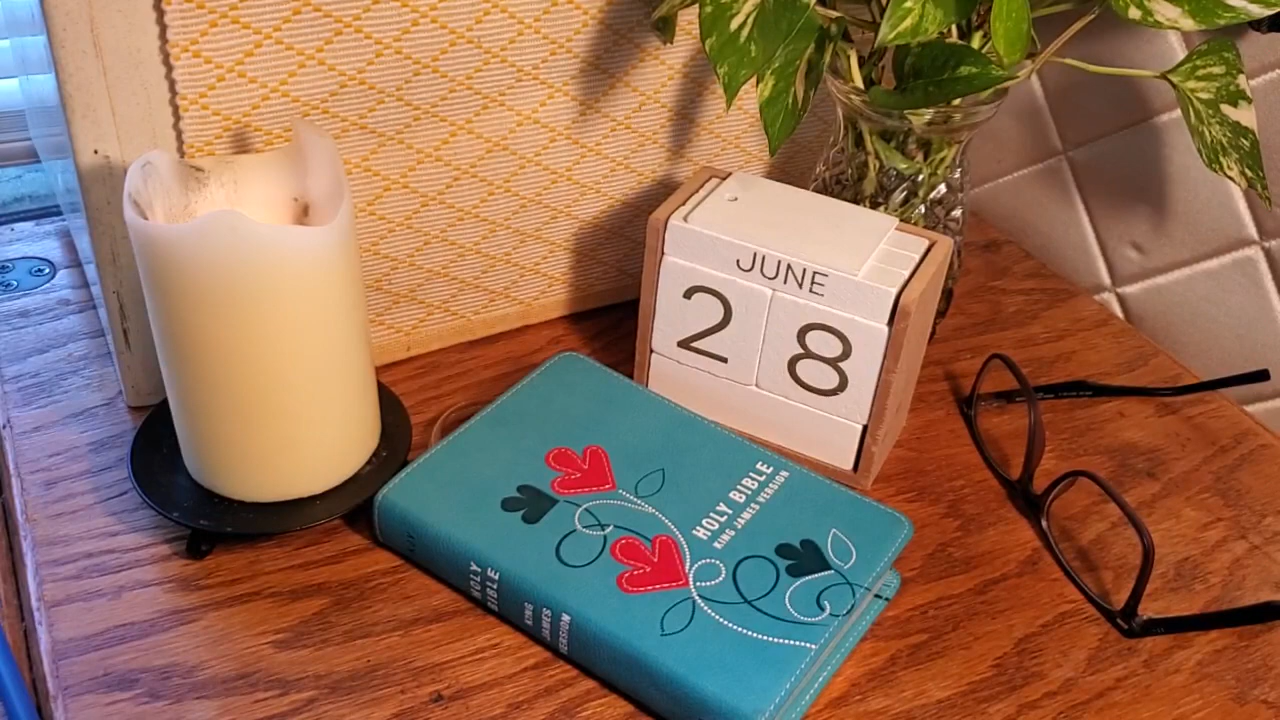 JUNE
28
HOLY BIBLE
KING JAMES VERSION
HOLY
BIBLE
KING
JAMES
VERSION